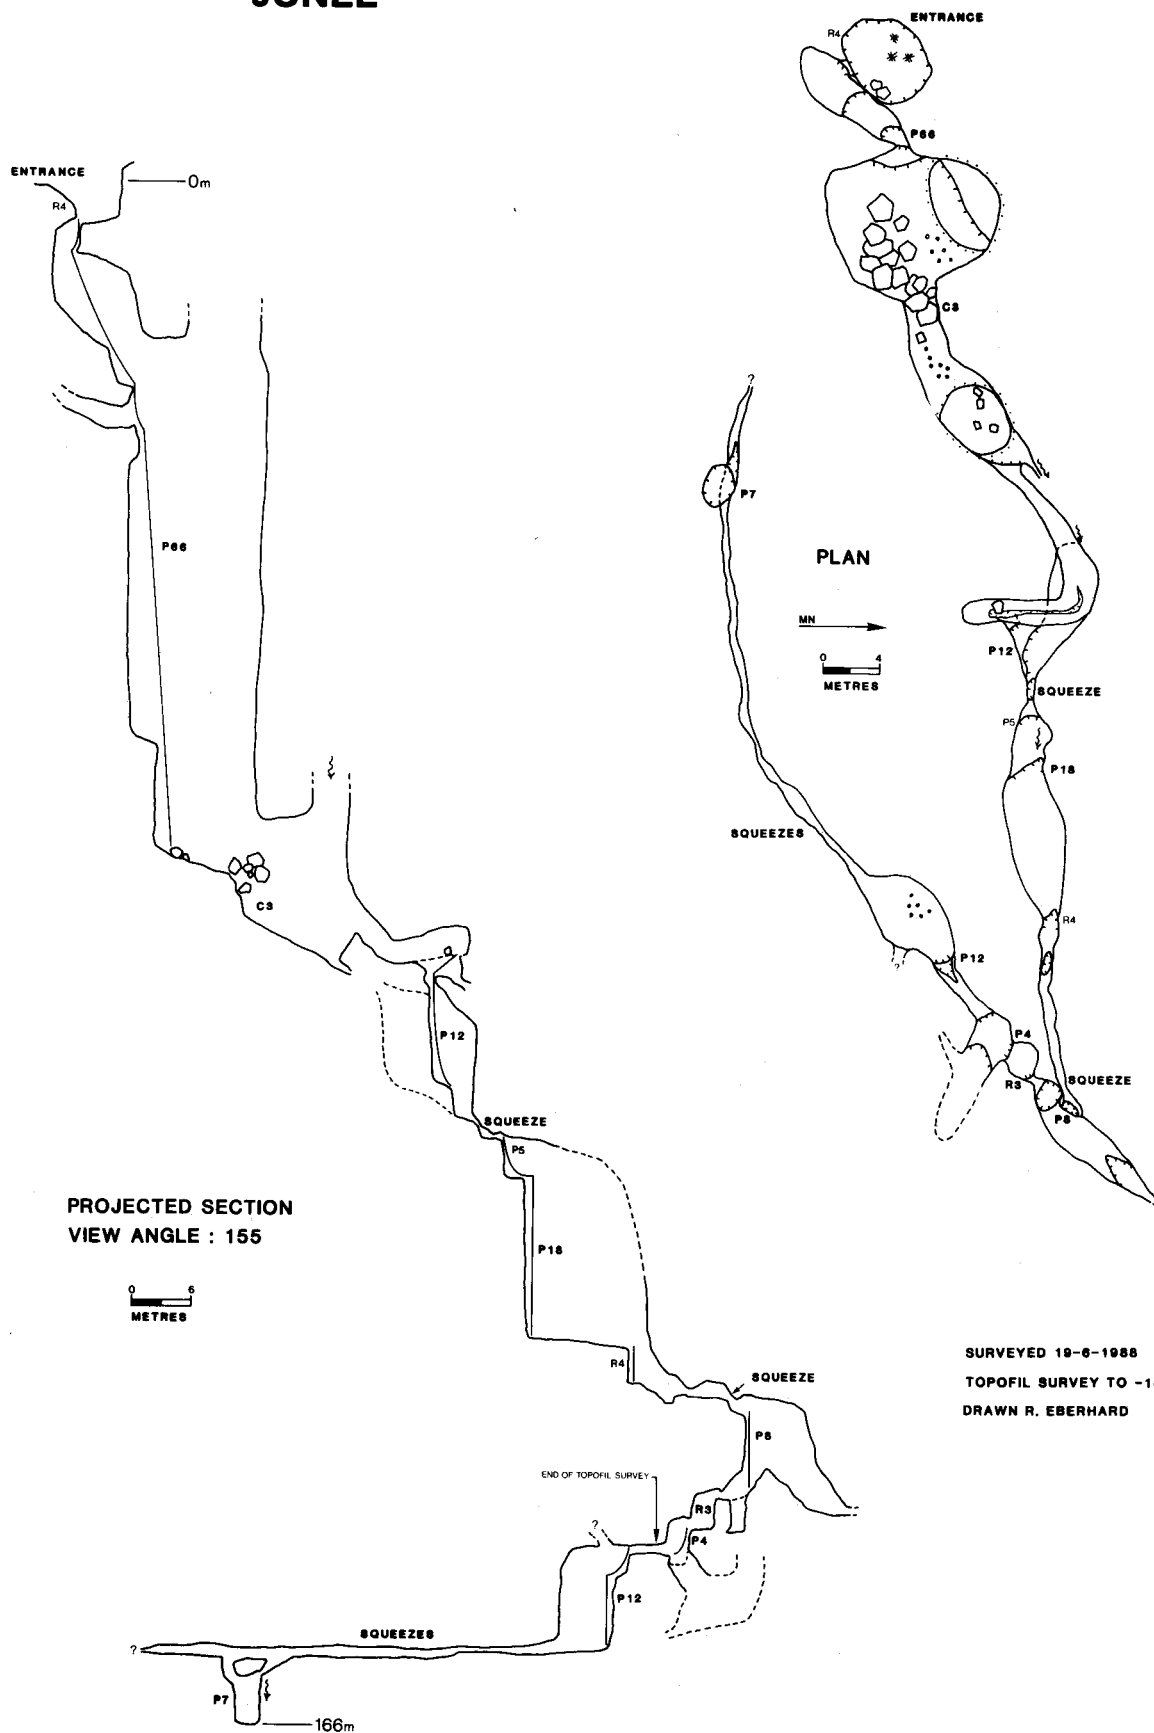 ENTRANCE
R4
P66
C3
P7
PLAN
MN
0 4
METRES
P12
SQUEEZE
P5
P18
SQUEEZES
R4
?
P12
P4
R3
SQUEEZE
P8
?
ENTRANCE
0m
R4
P66
C3
P12
SQUEEZE
P5
P18
PROJECTED SECTION
VIEW ANGLE : 155
0 6
METRES
R4
SQUEEZE
P8
END OF TOPOFIL SURVEY
R3
P4
?
P12
SQUEEZES
?
P7
166m
SURVEYED 19-6-1988
TOPOFIL SURVEY TO
DRAWN R. EBERHARD